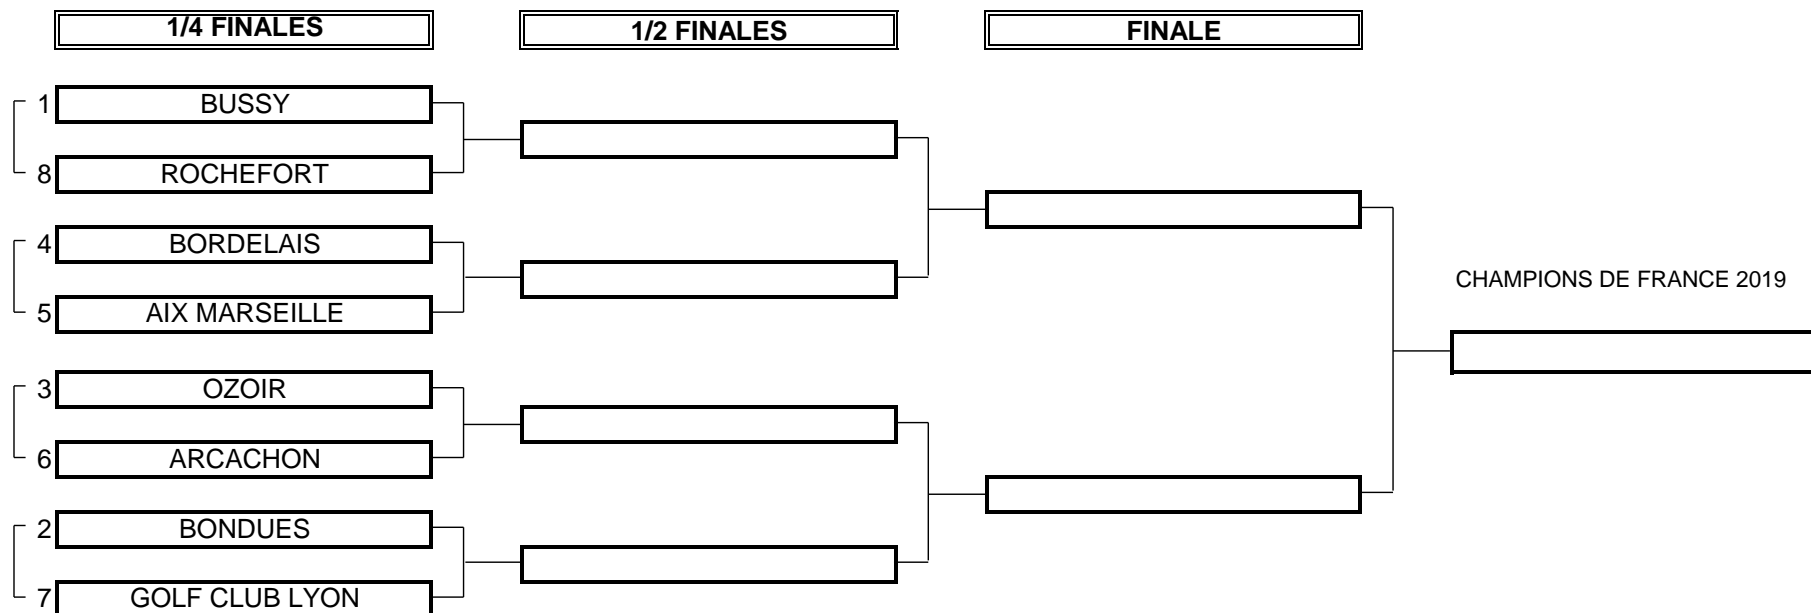 1/4 FINALES 1/2 FINALES FINALE
1 BUSSY
8 ROCHEFORT
4 BORDELAIS
CHAMPIONS DE FRANCE 2019
5 AIX MARSEILLE
3 OZOIR
6 ARCACHON
2 BONDUES
7 GOLF CLUB LYON